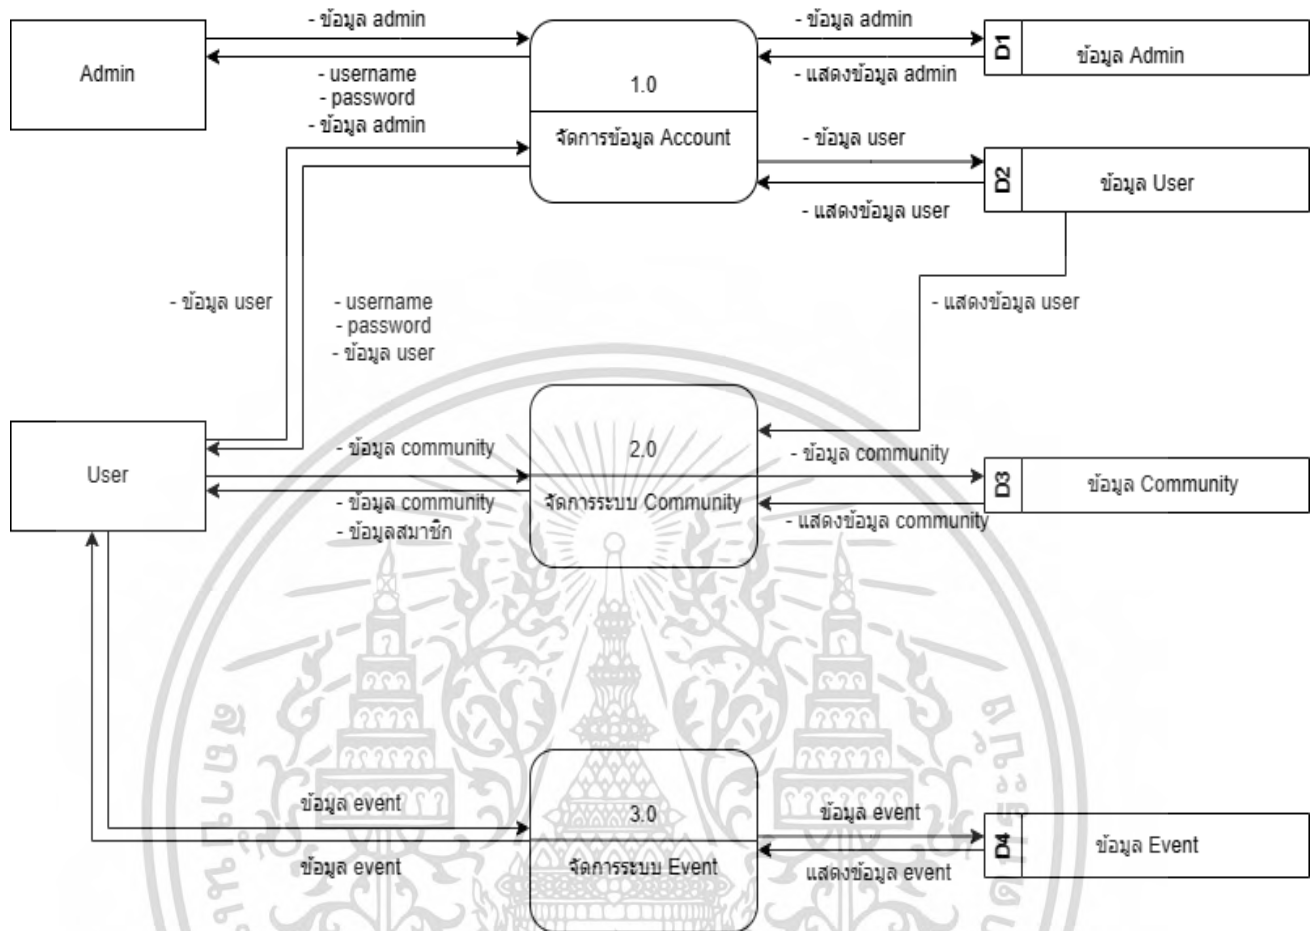 - ข้อมูล admin
- ข้อมูล admin
Admin
1.0
D1
ข้อมูล Admin
- username
- password
- ข้อมูล admin
- แสดงข้อมูล admin
จัดการข้อมูล Account
- ข้อมูล user
D2
ข้อมูล User
- แสดงข้อมูล user
- ข้อมูล user
- username
- password
- ข้อมูล user
- แสดงข้อมูล user
User
- ข้อมูล community
2.0
- ข้อมูล community
D3
ข้อมูล Community
- ข้อมูล community
- ข้อมูลสมาชิก
จัดการระบบ Community
- แสดงข้อมูล community
ข้อมูล event
3.0
ข้อมูล event
D4
ข้อมูล Event
ข้อมูล event
จัดการระบบ Event
แสดงข้อมูล event